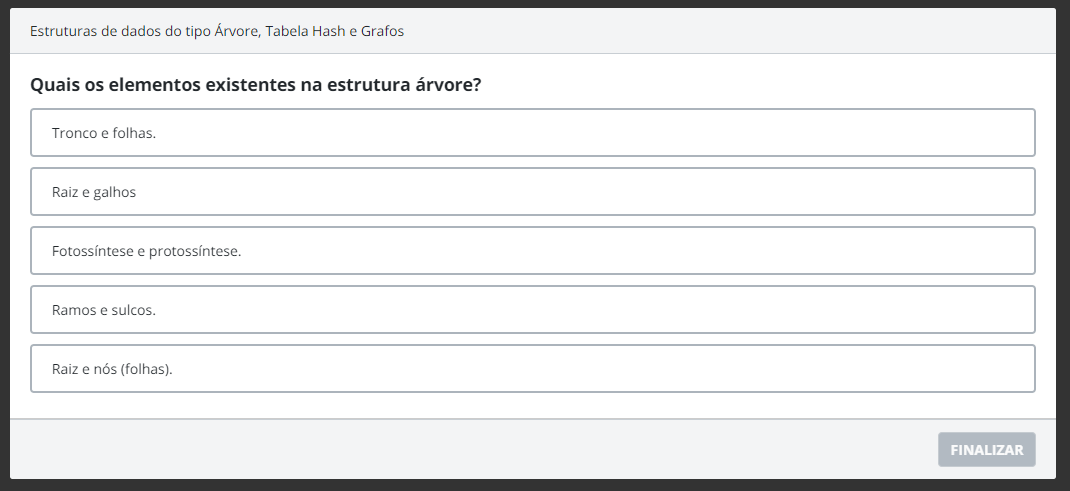 Estruturas de dados do tipo Árvore, Tabela Hash e Grafos
Quais os elementos existentes na estrutura árvore?
Tronco e folhas.
Raiz e galhos
Fotossíntese e protossíntese.
Ramos e sulcos.
Raiz e nós (folhas).
FINALIZAR